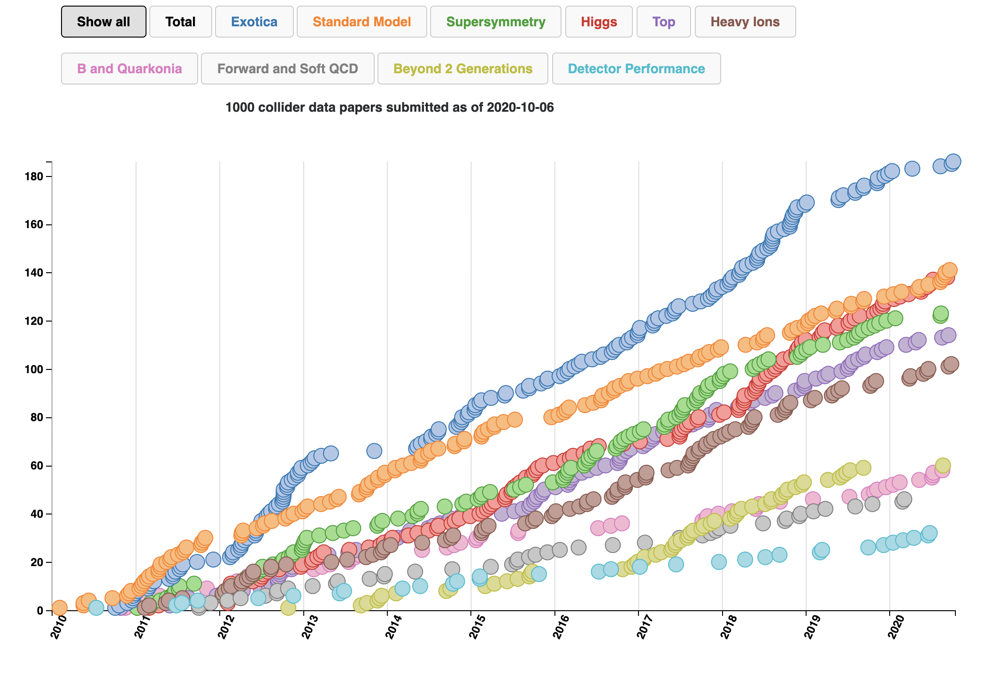 Show all Total Exotica Standard Model Supersymmetry Higgs Top Heavy Ions
B and Quarkonia Forward and Soft QCD Beyond 2 Generations Detector Performance
1000 collider data papers submitted as of 2020-10-06
180
160
140
120
100
80
60
40
20
0
2010 2011 2012 2013 2014 2015 2016 2017 2018 2019 2020